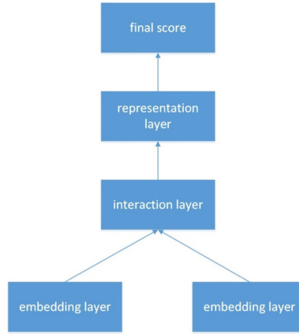 final score
representation
layer
interaction layer
embedding layer
embedding layer